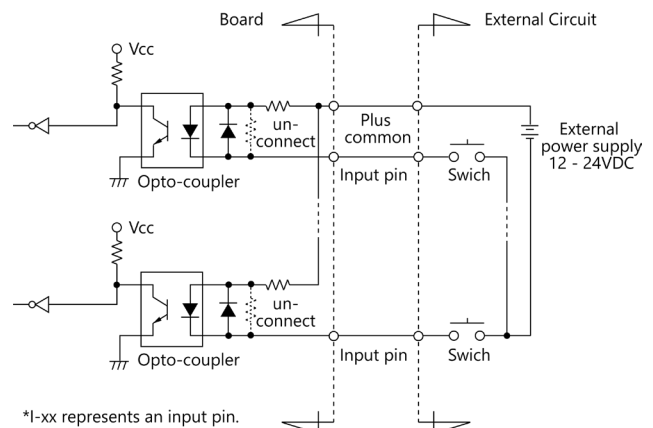 Board
External Circuit
Vcc
un-
connect
Plus
common
External
power supply
12 - 24VDC
Opto-coupler
Input pin
Swich
Vcc
un-
connect
Opto-coupler
Input pin
Swich
*I-xx represents an input pin.